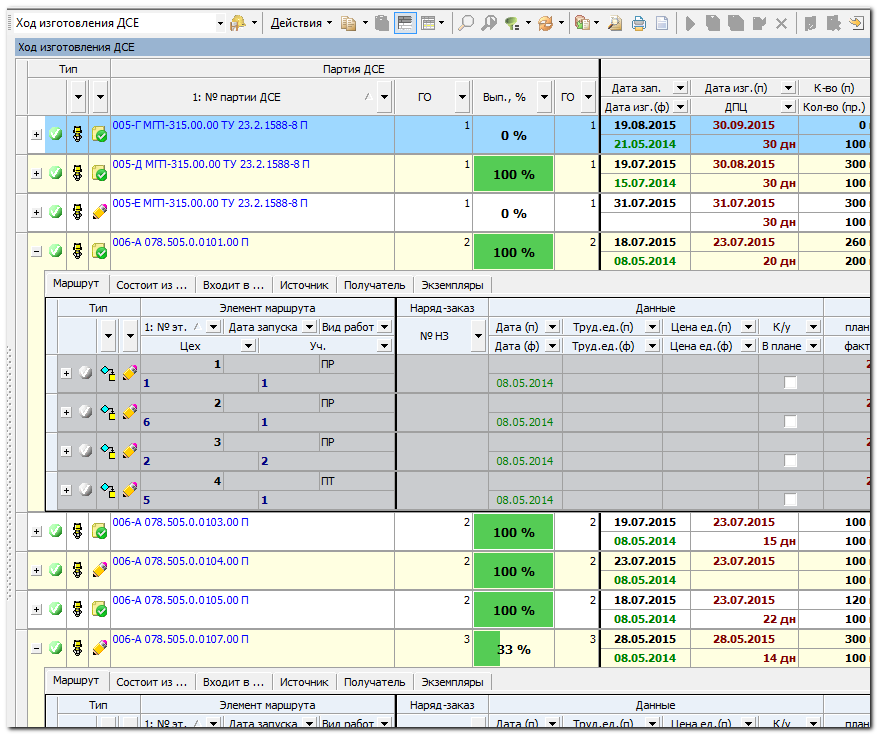 Ход изготовления ДСЕ Действия
Ход изготовления ДСЕ
Тип Партия ДСЕ
1: № партии ДСЕ / ГО Вып., % ГО Дата зап. Дата изг.(п) К-во (п)
Дата изг.(ф) ДПЦ Кол-во (пр.)
005-Г МГП-315.00.00 ТУ 23.2.1588-8 П 1 0 % 1 19.08.2015 30.09.2015 0
21.05.2014 30 дн 100
005-Д МГП-315.00.00 ТУ 23.2.1588-8 П 1 100 % 1 19.07.2015 30.08.2015 300
15.07.2014 30 дн 100
005-Е МГП-315.00.00 ТУ 23.2.1588-8 П 1 0 % 1 31.07.2015 31.07.2015 300
30 дн 100
006-А 078.505.0.0101.00 П 2 100 % 2 18.07.2015 23.07.2015 260
08.05.2014 20 дн 200
Маршрут Состоит из ... Входит в ... Источник Получатель Экземпляры
Тип Элемент маршрута Наряд-заказ Данные
1: № эт. / Дата запуска Вид работ № НЗ Дата (п) Труд.ед.(п) Цена ед.(п) К/у план
Цех Уч. Дата (ф) Труд.ед.(ф) Цена ед.(ф) В плане факт
1 ПР 2
1 1 08.05.2014
2 ПР 2
6 1 08.05.2014
3 ПР 2
2 2 08.05.2014
4 ПТ 2
5 1 08.05.2014
006-А 078.505.0.0103.00 П 2 100 % 2 19.07.2015 23.07.2015 100
08.05.2014 15 дн 100
006-А 078.505.0.0104.00 П 2 100 % 2 23.07.2015 23.07.2015 100
08.05.2014 100
006-А 078.505.0.0105.00 П 2 100 % 2 18.07.2015 23.07.2015 120
08.05.2014 22 дн 100
006-А 078.505.0.0107.00 П 3 33 % 3 28.05.2015 28.05.2015 300
08.05.2014 14 дн 100
Маршрут Состоит из ... Входит в ... Источник Получатель Экземпляры
Тип Элемент маршрута Наряд-заказ Данные
1: № эт. / Дата запуска Вид работ Дата (п) Труд.ед.(п) Цена ед.(п) К/у план